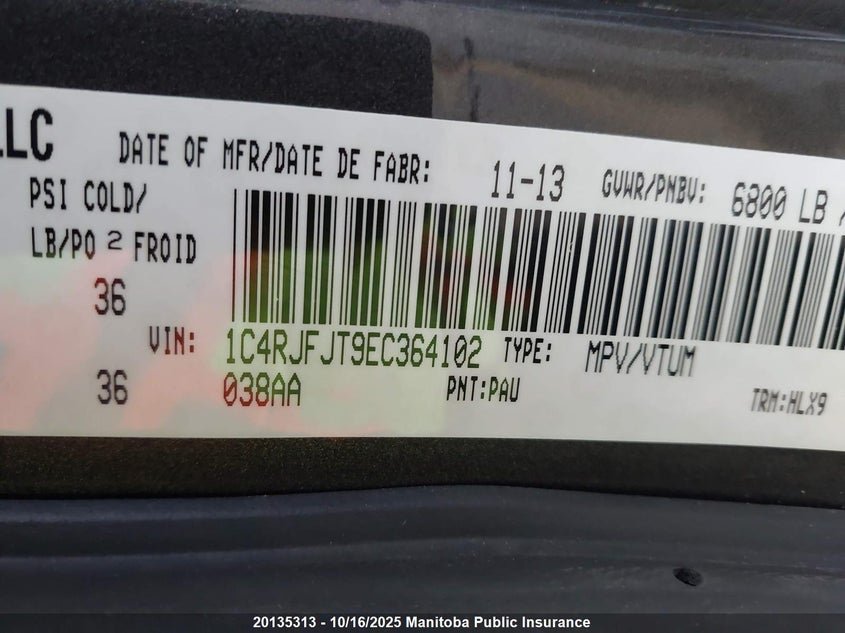 LLC DATE OF MFR/DATE DE FABR: 11-13 GVWR/PNBV: 6800 LB
PSI COLD/
LB/PO 2 FROID
36
VIN: 1C4RJFJT9EC364102 TYPE: MPV/VTUM
36 038AA PNT:PAU TRM:HLX9
20135313 - 10/16/2025 Manitoba Public Insurance